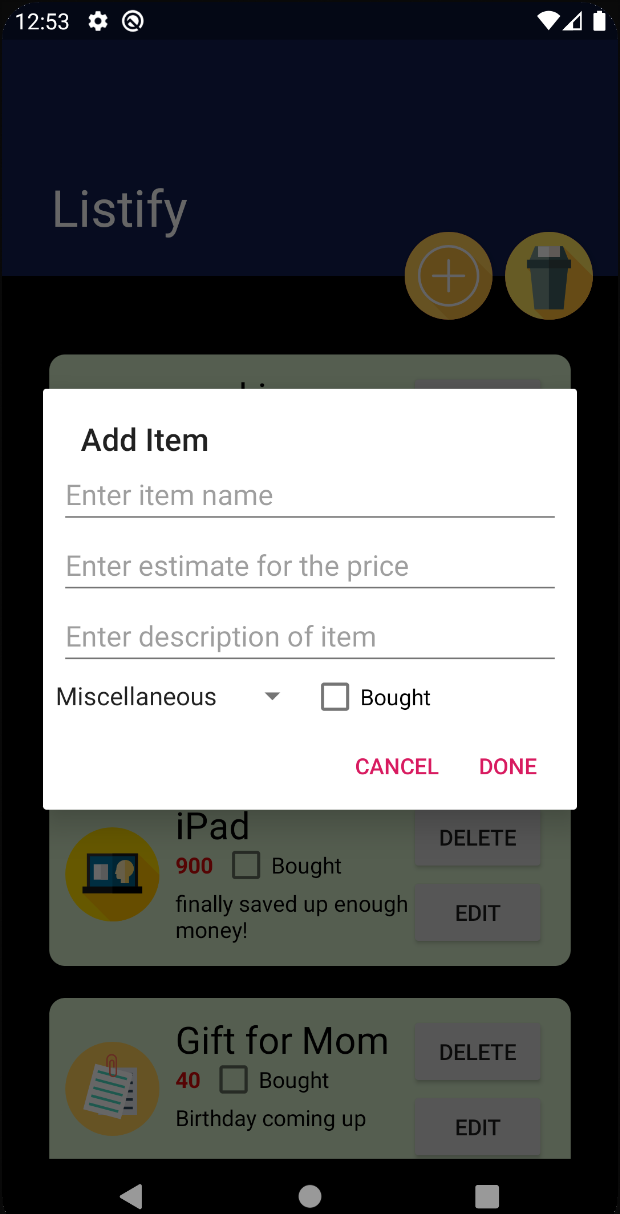 12:53
Listify
Add Item
Enter item name
Enter estimate for the price
Enter description of item
Miscellaneous
Bought
CANCEL
DONE
iPad
DELETE
900
Bought
finally saved up enough
money!
EDIT
Gift for Mom
DELETE
40
Bought
Birthday coming up
EDIT